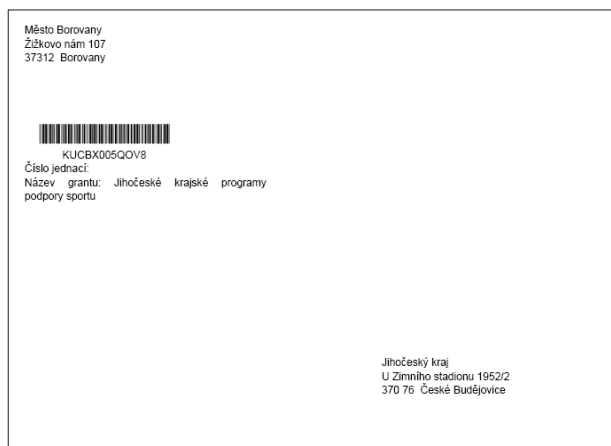 Město Borovany
Žižkovo nám 107
37312 Borovany
KUCBX005QOV8
Číslo jednací:
Název grantu: Jihočeské krajské programy
podpory sportu
Jihočeský kraj
U Zimního stadionu 1952/2
370 76 České Budějovice